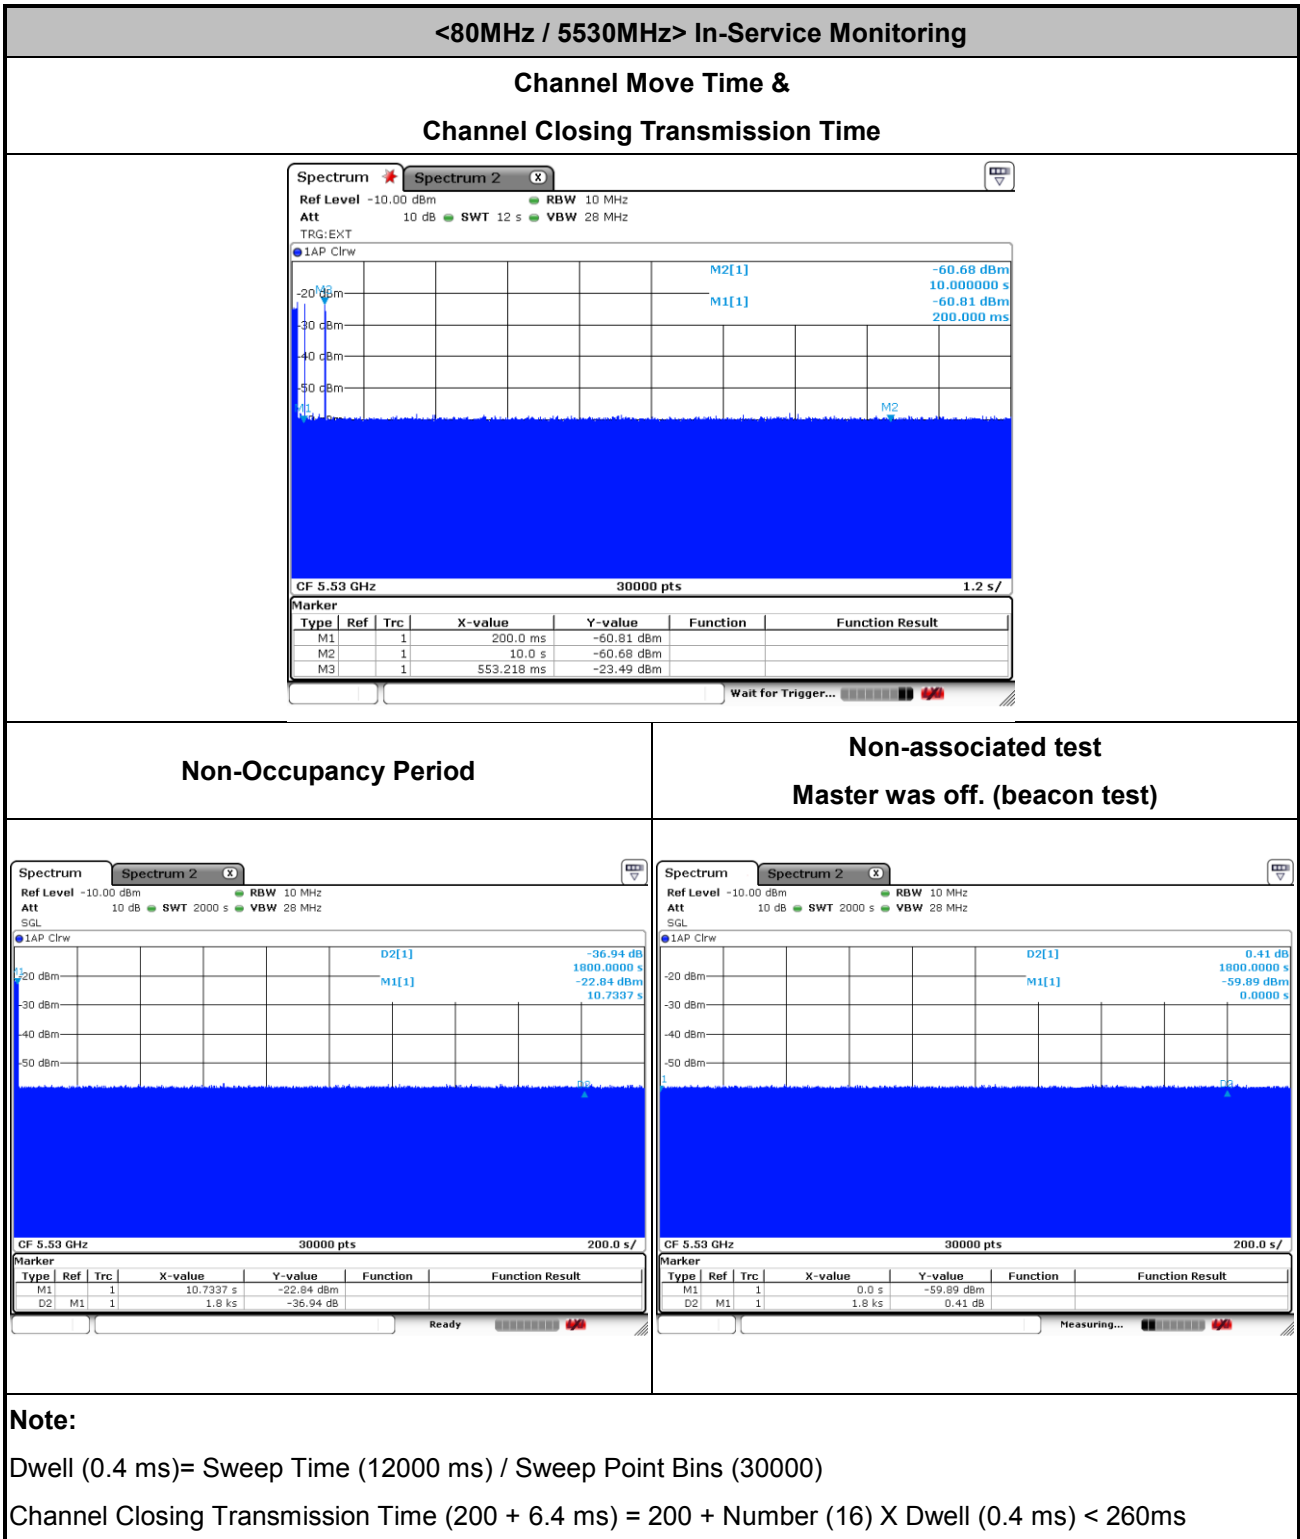 <80MHz / 5530MHz> In-Service Monitoring
Channel Move Time &
Channel Closing Transmission Time
Spectrum Spectrum 2 X
Ref Level -10.00 dBm RBW 10 MHz
Att 10 dB SWT 12 s VBW 28 MHz
TRG:EXT
1AP Clrw
M2[1] -60.68 dBm
10.000000 s
M1[1] -60.81 dBm
200.000 ms
-20 dBm
M3
-30 dBm
-40 dBm
-50 dBm
M1
M2
CF 5.53 GHz 30000 pts 1.2 s/
Marker
Type Ref Trc X-value Y-value Function Function Result
M1 1 200.0 ms -60.81 dBm
M2 1 10.0 s -60.68 dBm
M3 1 553.218 ms -23.49 dBm
Wait for Trigger...
Non-Occupancy Period
Spectrum Spectrum 2 X
Ref Level -10.00 dBm RBW 10 MHz
Att 10 dB SWT 2000 s VBW 28 MHz
SGL
1AP Clrw
D2[1] -36.94 dB
1800.0000 s
M1[1] -22.84 dBm
10.7337 s
-20 dBm
-30 dBm
-40 dBm
-50 dBm
D2
CF 5.53 GHz 30000 pts 200.0 s/
Marker
Type Ref Trc X-value Y-value Function Function Result
M1 1 10.7337 s -22.84 dBm
D2 M1 1 1.8 ks -36.94 dB
Ready
Non-associated test
Master was off. (beacon test)
Spectrum Spectrum 2 X
Ref Level -10.00 dBm RBW 10 MHz
Att 10 dB SWT 2000 s VBW 28 MHz
SGL
1AP Clrw
D2[1] 0.41 dB
1800.0000 s
M1[1] -59.89 dBm
0.0000 s
-20 dBm
-30 dBm
-40 dBm
-50 dBm
D2
CF 5.53 GHz 30000 pts 200.0 s/
Marker
Type Ref Trc X-value Y-value Function Function Result
M1 1 0.0 s -59.89 dBm
D2 M1 1 1.8 ks 0.41 dB
Measuring...
Note:
Dwell (0.4 ms)= Sweep Time (12000 ms) / Sweep Point Bins (30000)
Channel Closing Transmission Time (200 + 6.4 ms) = 200 + Number (16) X Dwell (0.4 ms) < 260ms